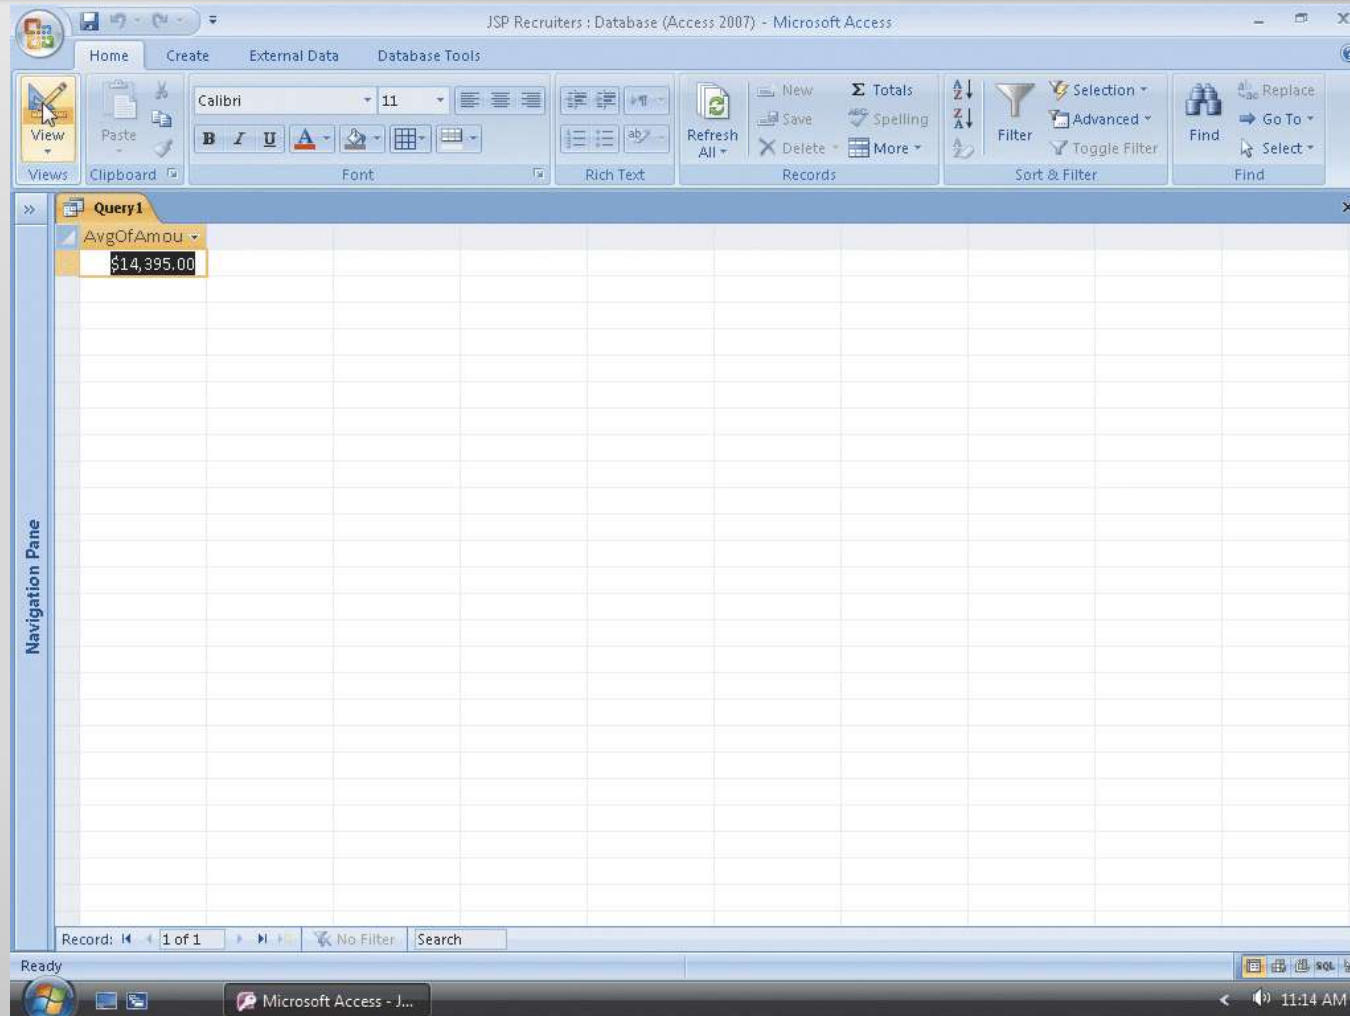 JSP Recruiters : Database (Access 2007) - Microsoft Access
Home Create External Data Database Tools
View
Views
Paste
Clipboard
Calibri 11
B I U A
Font
Rich Text
Refresh All
New
Save
Delete
Σ Totals
Spelling
More
Records
Filter
Selection
Advanced
Toggle Filter
Sort & Filter
Find
Replace
Go To
Select
Find
Query1
AvgOfAmou
$14,395.00
Navigation Pane
Record: 1 of 1 No Filter Search
Ready
SQL
Microsoft Access - J...
11:14 AM